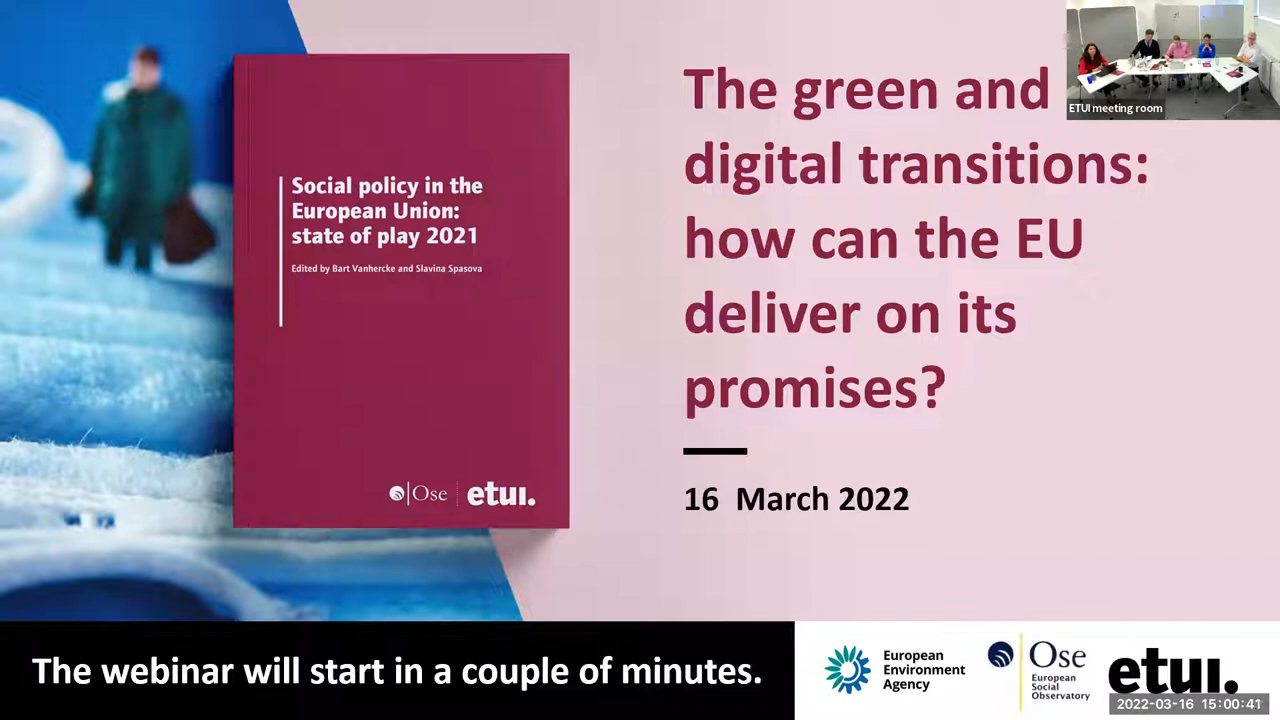 Social policy in the
European Union:
state of play 2021
Edited by Bart Vanhercke and Slavina Spasova
Ose
etui.
The green and
digital transitions:
how can the EU
deliver on its
promises?
16 March 2022
ETUI meeting room
The webinar will start in a couple of minutes.
European
Environment
Agency
Ose
European
Social
Observatory
etui.
2022-03-16 15:00:41